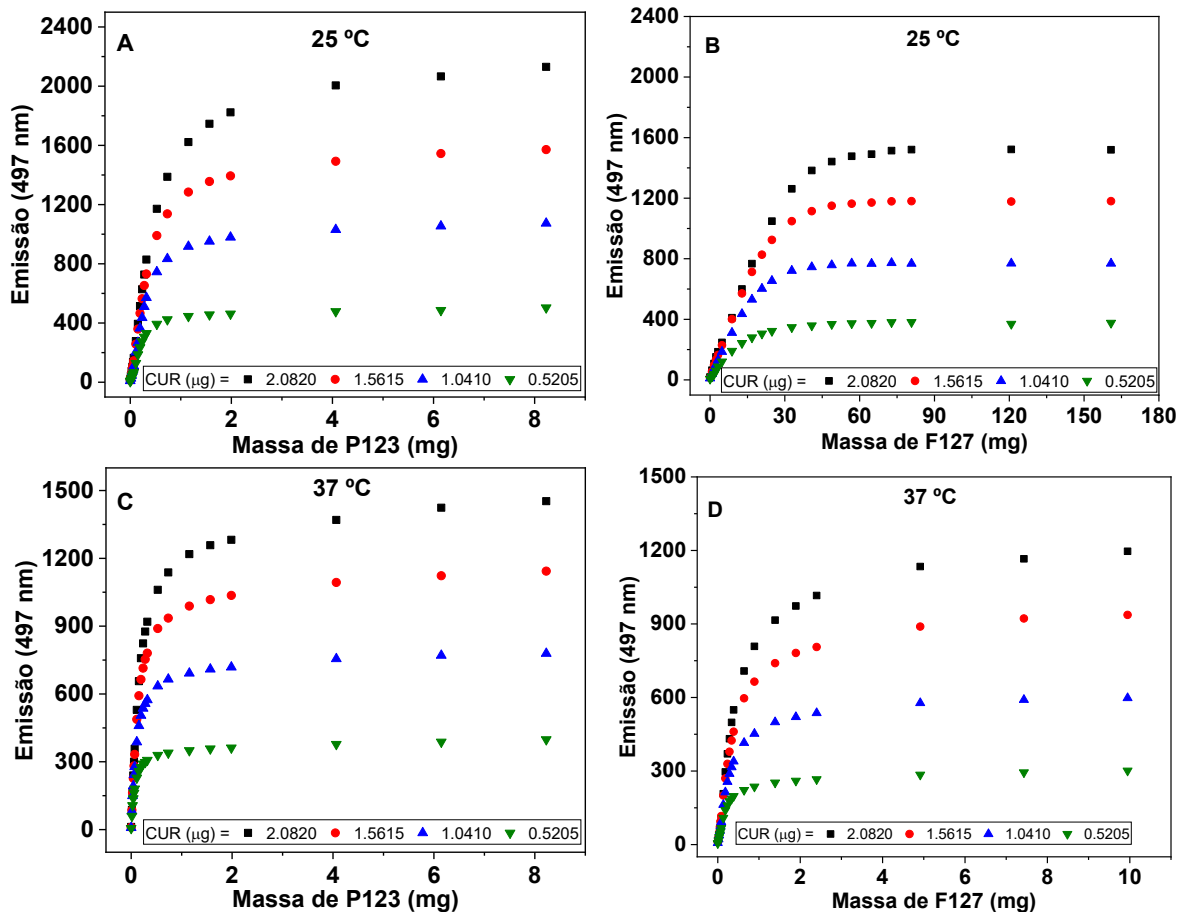 A
25 ºC
Emissão (497 nm)
2400
2000
1600
1200
800
400
0
CUR (μg) = 2.0820 1.5615 1.0410 0.5205
0 2 4 6 8
Massa de P123 (mg)
B
25 ºC
Emissão (497 nm)
2400
2000
1600
1200
800
400
0
CUR (μg) = 2.0820 1.5615 1.0410 0.5205
0 30 60 90 120 150 180
Massa de F127 (mg)
C
37 ºC
Emissão (497 nm)
1500
1200
900
600
300
0
CUR (μg) = 2.0820 1.5615 1.0410 0.5205
0 2 4 6 8
Massa de P123 (mg)
D
37 ºC
Emissão (497 nm)
1500
1200
900
600
300
0
CUR (μg) = 2.0820 1.5615 1.0410 0.5205
0 2 4 6 8 10
Massa de F127 (mg)